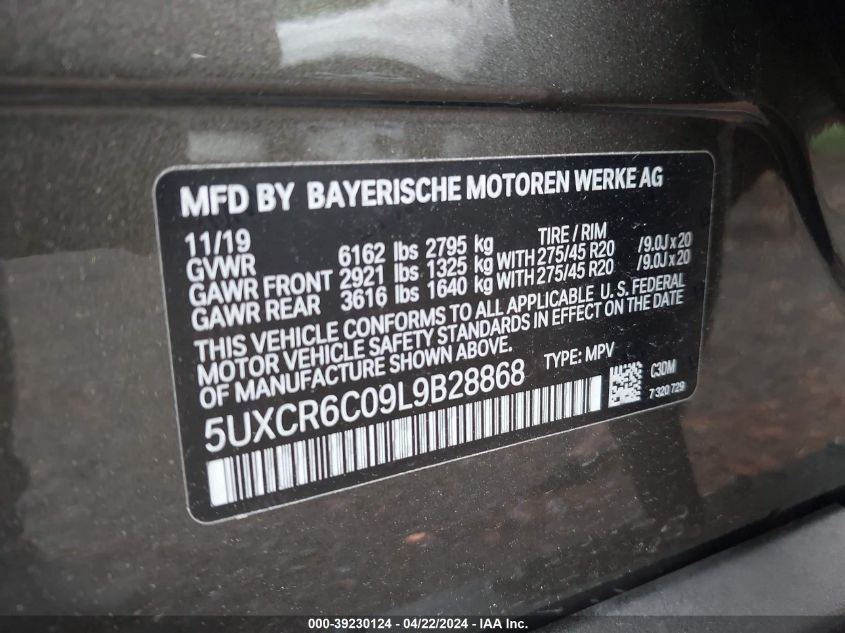 MFD BY BAYERISCHE MOTOREN WERKE AG
11/19 TIRE / RIM
GVWR 6162 lbs 2795 kg
GAWR FRONT 2921 lbs 1325 kg WITH 275/45 R20 /9.0J x 20
GAWR REAR 3616 lbs 1640 kg WITH 275/45 R20 /9.0J x 20
THIS VEHICLE CONFORMS TO ALL APPLICABLE U. S. FEDERAL
MOTOR VEHICLE SAFETY STANDARDS IN EFFECT ON THE DATE
OF MANUFACTURE SHOWN ABOVE. TYPE: MPV
5UXCR6C09L9B28868
C3DM
7 320 729
000-39230124 - 04/22/2024 - IAA Inc.